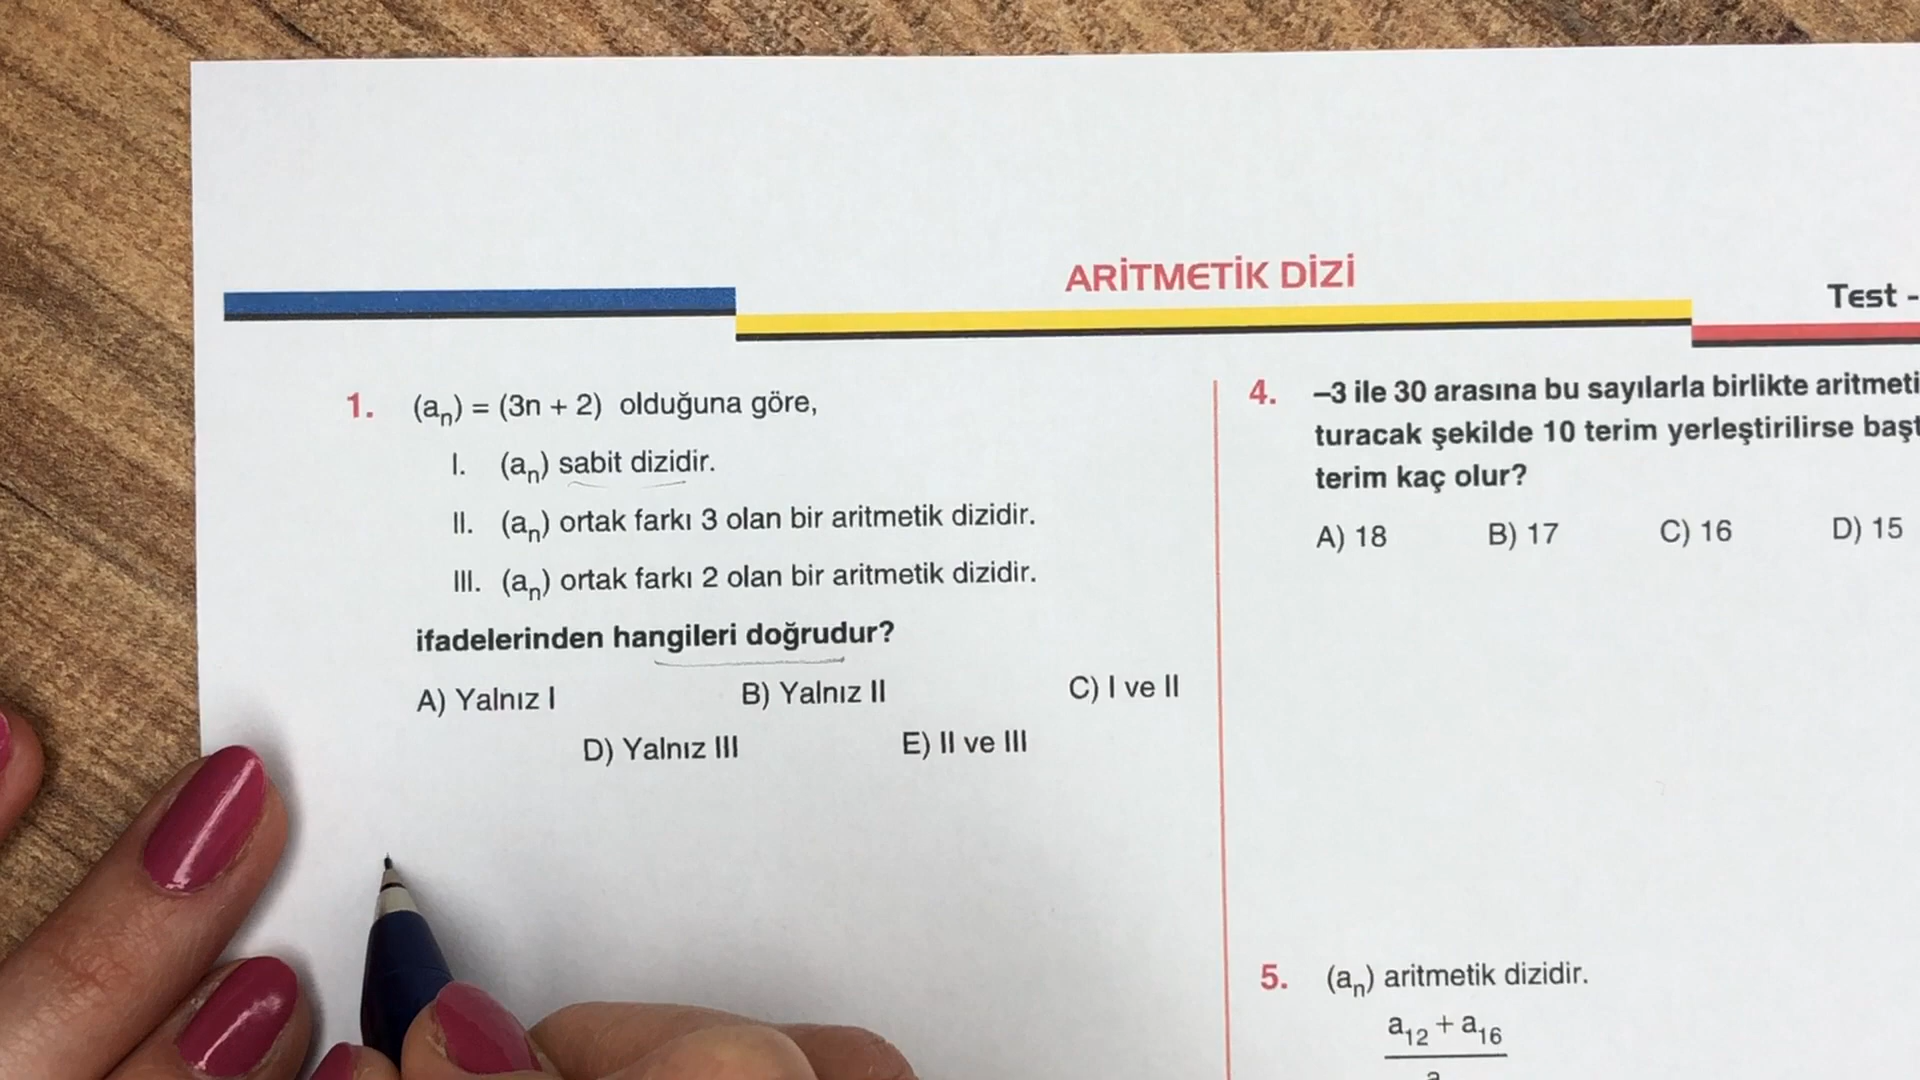 ARİTMETİK DİZİ
Test -
1. (aₙ) = (3n + 2) olduğuna göre,
I. (aₙ) sabit dizidir.
II. (aₙ) ortak farkı 3 olan bir aritmetik dizidir.
III. (aₙ) ortak farkı 2 olan bir aritmetik dizidir.
ifadelerinden hangileri doğrudur?
A) Yalnız I B) Yalnız II C) I ve II
D) Yalnız III E) II ve III
4. –3 ile 30 arasına bu sayılarla birlikte aritmeti
turacak şekilde 10 terim yerleştirilirse başt
terim kaç olur?
A) 18 B) 17 C) 16 D) 15
5. (aₙ) aritmetik dizidir.
a₁₂ + a₁₆